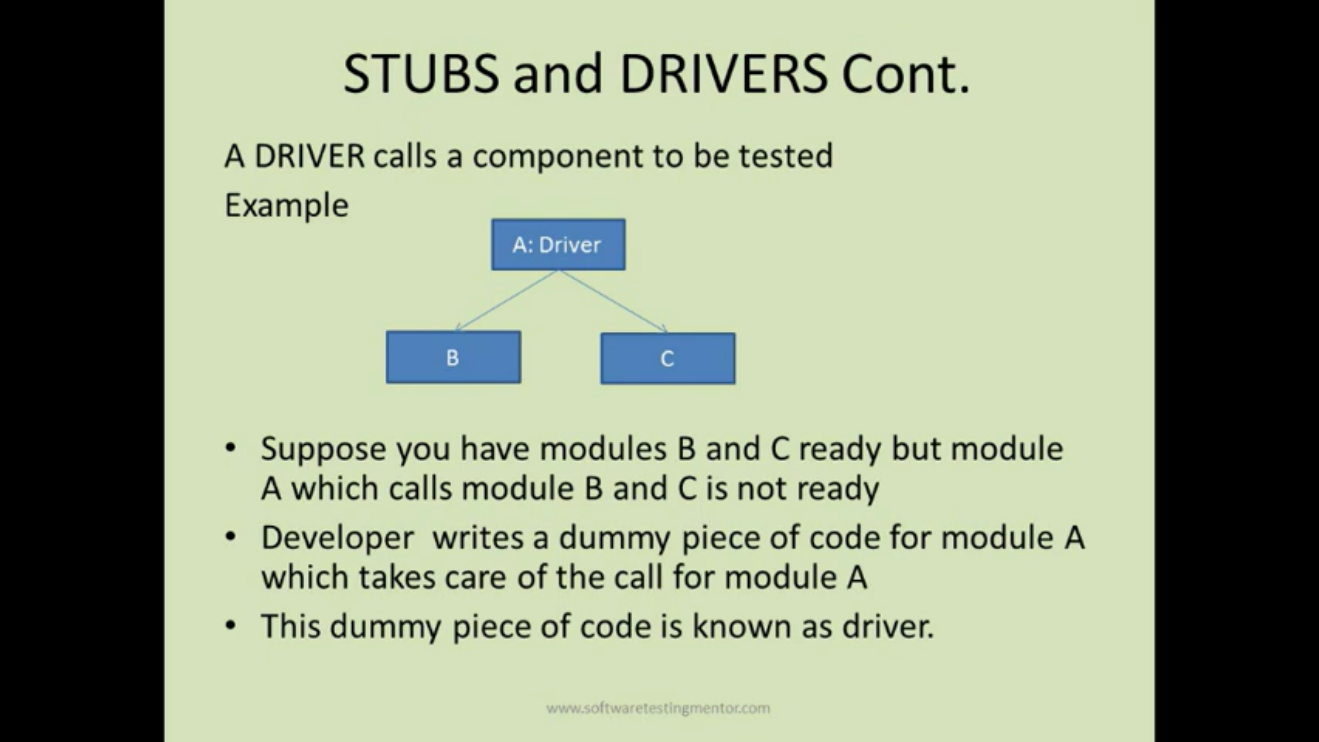 STUBS and DRIVERS Cont.
A DRIVER calls a component to be tested
Example
A: Driver
B
C
• Suppose you have modules B and C ready but module
A which calls module B and C is not ready
• Developer writes a dummy piece of code for module A
which takes care of the call for module A
• This dummy piece of code is known as driver.
www.softwaretestingmentor.com